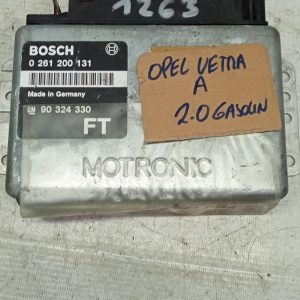 1263
BOSCH
0 261 200 131
Made in Germany
GM 90 324 330
FT
MOTRONIC
OPEL VETRA
A
2.0 GASOLIN